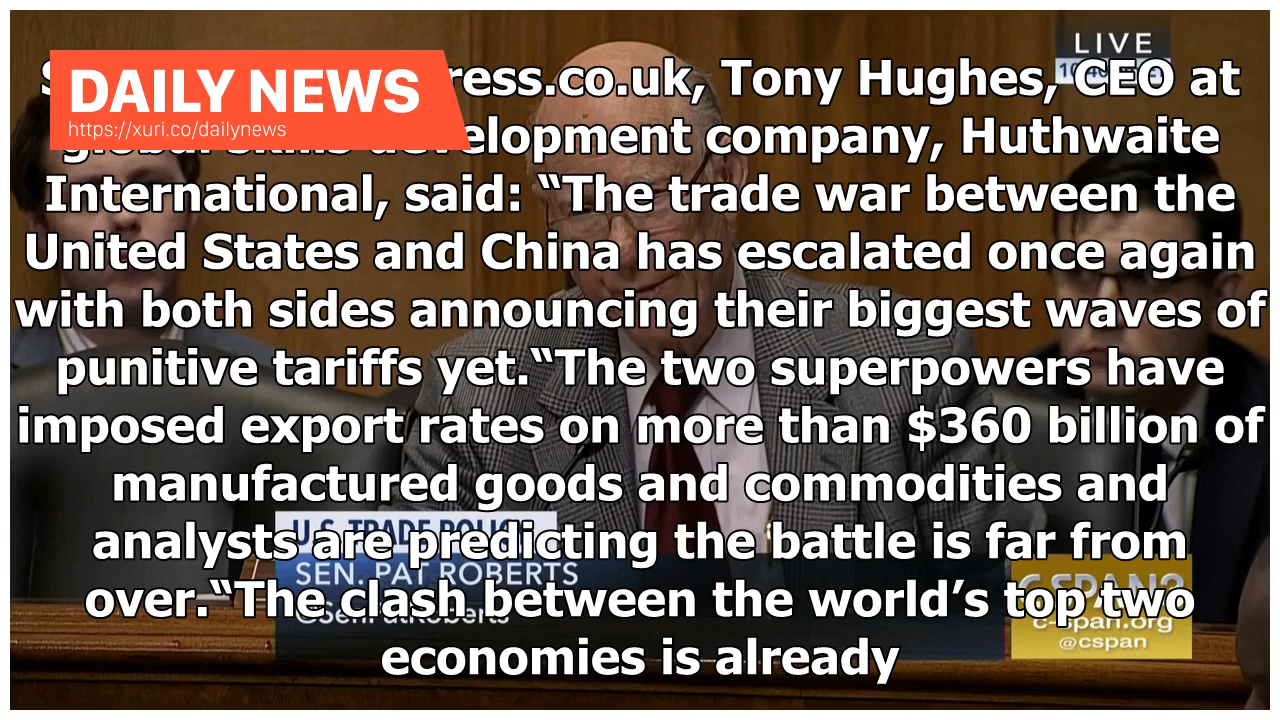 LIVE
DAILY NEWS
https://xuri.co/dailynews
ress.co.uk, Tony Hughes, CEO at
development company, Huthwaite
International, said: “The trade war between the
United States and China has escalated once again
with both sides announcing their biggest waves of
punitive tariffs yet.“The two superpowers have
imposed export rates on more than $360 billion of
manufactured goods and commodities and
analysts are predicting the battle is far from
over.“The clash between the world’s top two
economies is already
U.S. TRADE POLICY
SEN. PAT ROBERTS
@SenPatRoberts
C-SPAN2
c-span.org
@cspan